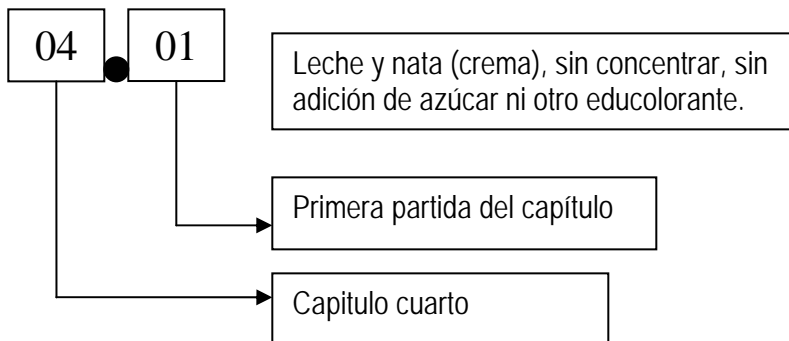 04 . 01
Leche y nata (crema), sin concentrar, sin
adición de azúcar ni otro educolorante.
Primera partida del capítulo
Capitulo cuarto